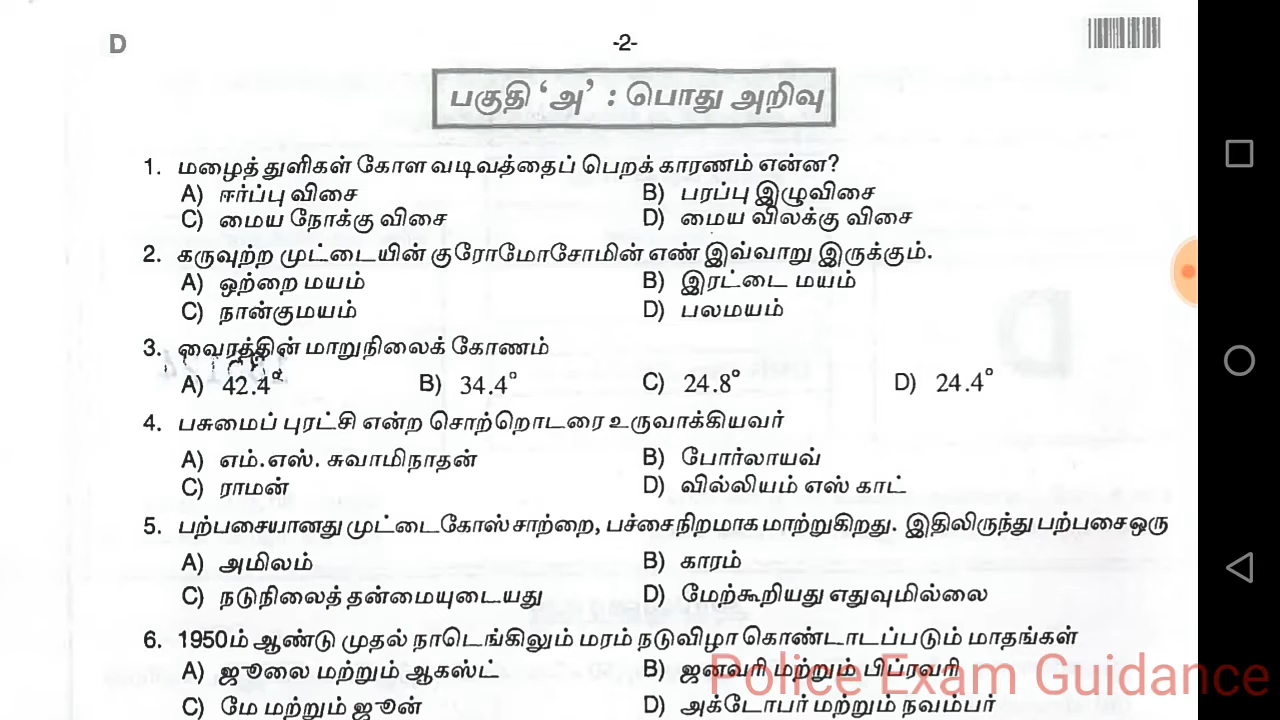 D
-2-
பகுதி ‘அ’ : பொது அறிவு
1. மழைத் துளிகள் கோள வடிவத்தைப் பெறக் காரணம் என்ன?
A) ஈர்ப்பு விசை B) பரப்பு இழுவிசை
C) மைய நோக்கு விசை D) மைய விலக்கு விசை
2. கருவுற்ற முட்டையின் குரோமோசோமின் எண் இவ்வாறு இருக்கும்.
A) ஒற்றை மயம் B) இரட்டை மயம்
C) நான்குமயம் D) பலமயம்
3. வைரத்தின் மாறுநிலைக் கோணம்
A) 42.4° B) 34.4° C) 24.8° D) 24.4°
4. பசுமைப் புரட்சி என்ற சொற்றொடரை உருவாக்கியவர்
A) எம்.எஸ். சுவாமிநாதன் B) போர்லாயவ்
C) ராமன் D) வில்லியம் எஸ் காட்
5. பற்பசையானது முட்டைகோஸ் சாற்றை, பச்சை நிறமாக மாற்றுகிறது. இதிலிருந்து பற்பசை ஒரு
A) அமிலம் B) காரம்
C) நடுநிலைத் தன்மையுடையது D) மேற்கூறியது எதுவுமில்லை
6. 1950ம் ஆண்டு முதல் நாடெங்கிலும் மரம் நடுவிழா கொண்டாடப்படும் மாதங்கள்
A) ஜூலை மற்றும் ஆகஸ்ட் B) ஜனவரி மற்றும் பிப்ரவரி
Police Exam Guidance
C) மே மற்றும் ஜூன் D) அக்டோபர் மற்றும் நவம்பர்